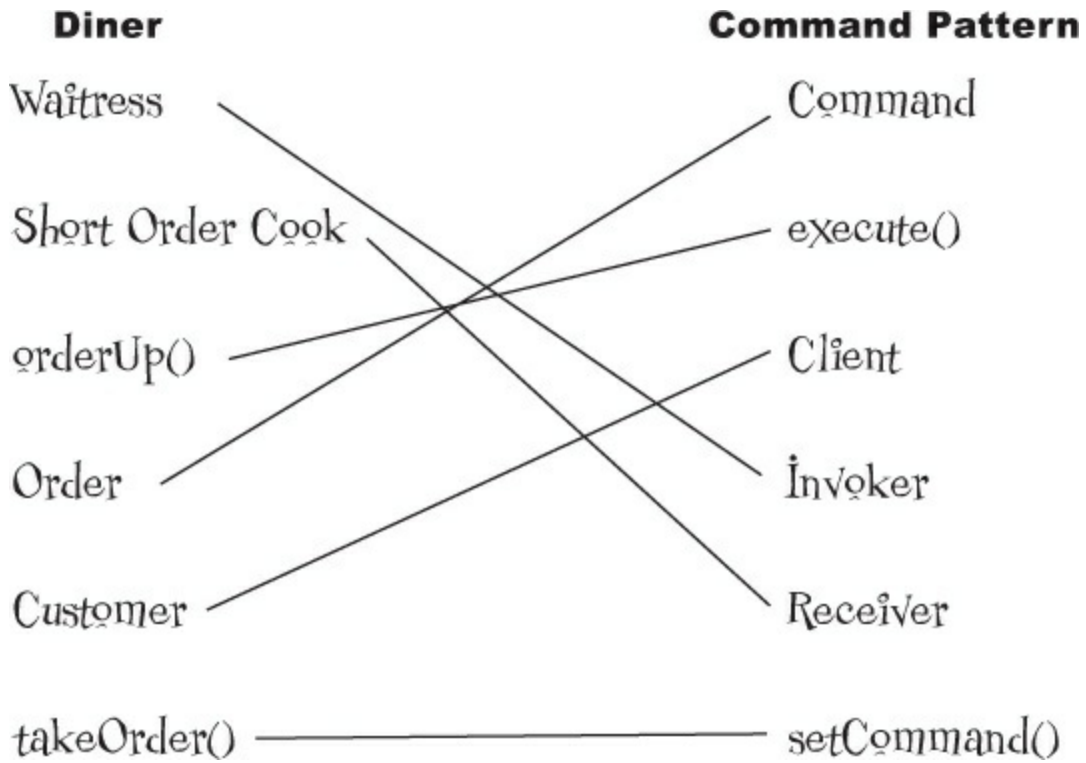 Diner Command Pattern
Waitress Command
Short Order Cook execute()
orderUp() Client
Order Invoker
Customer Receiver
takeOrder() setCommand()